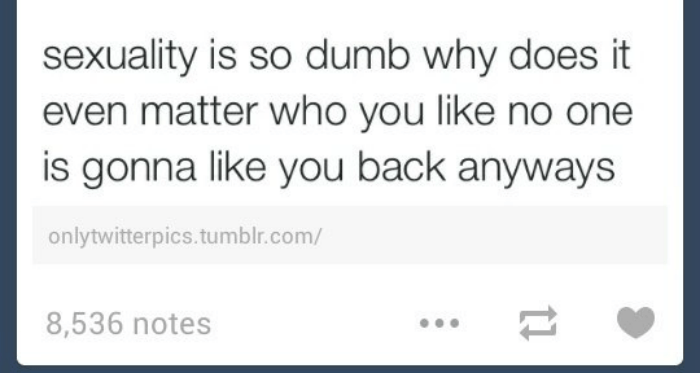 sexuality is so dumb why does it
even matter who you like no one
is gonna like you back anyways
onlytwitterpics.tumblr.com/
8,536 notes